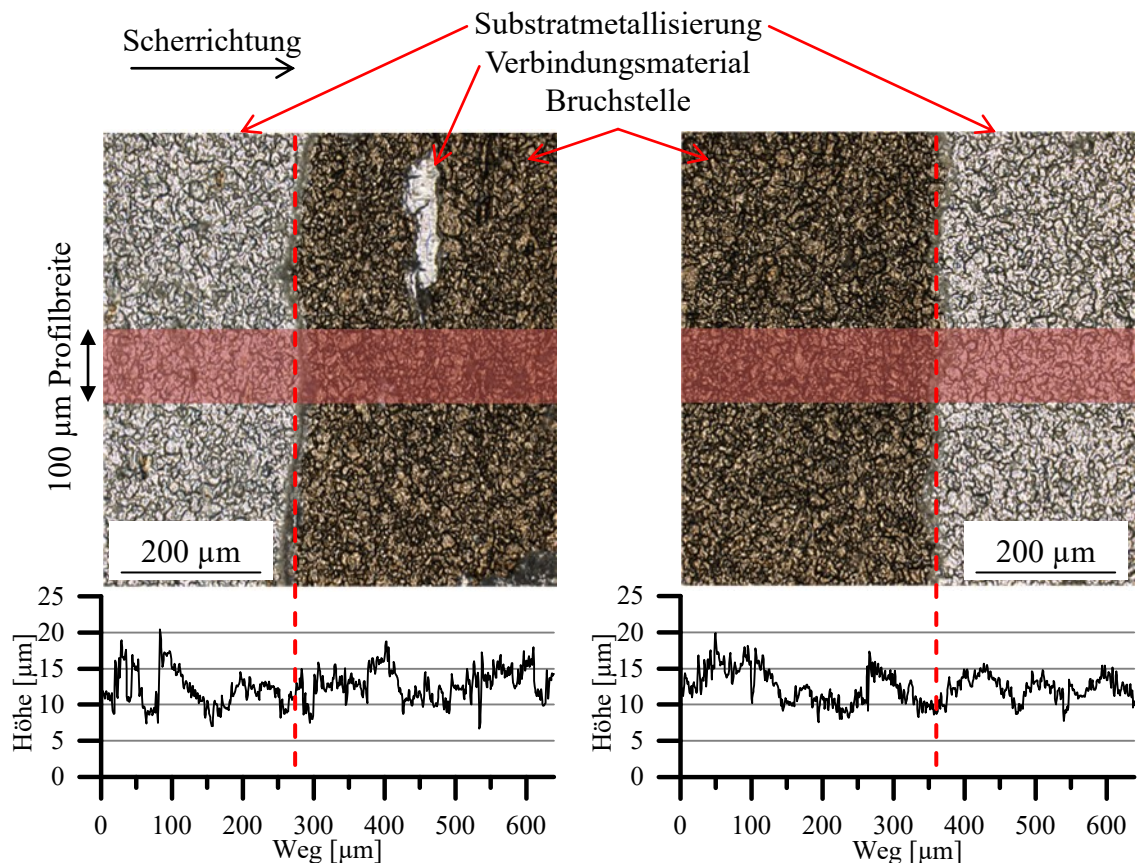 Scherrichtung
Substratmetallisierung
Verbindungsmaterial
Bruchstelle
100 µm Profilbreite
200 µm
200 µm
Höhe [µm]
25
20
15
10
5
0
0 100 200 300 400 500 600
Weg [µm]
Höhe [µm]
25
20
15
10
5
0
0 100 200 300 400 500 600
Weg [µm]